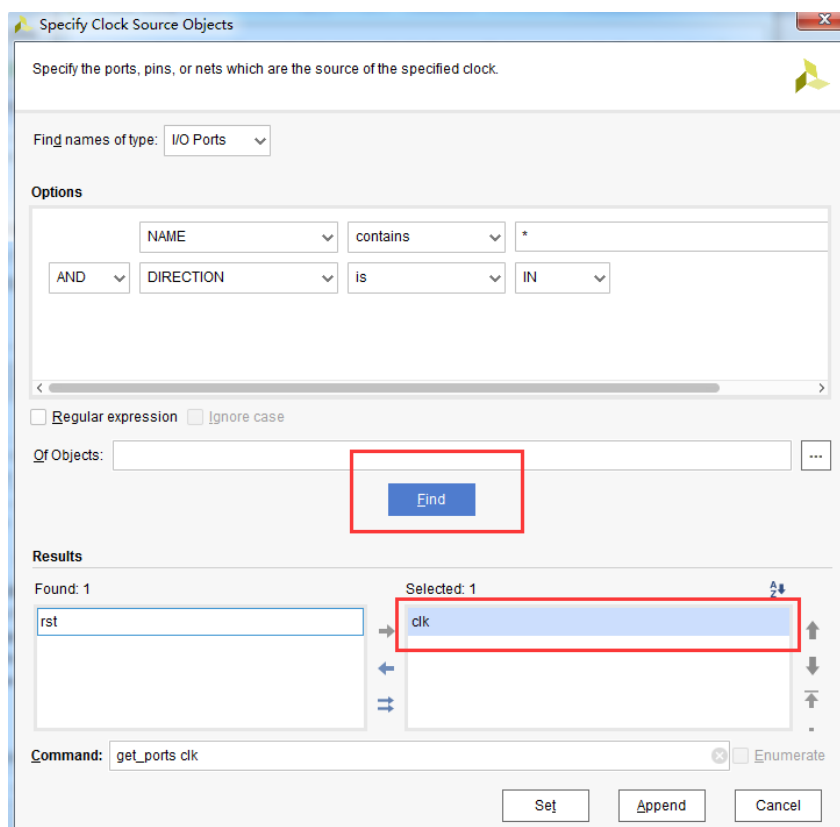 Specify Clock Source Objects
Specify the ports, pins, or nets which are the source of the specified clock.
Find names of type: I/O Ports
Options
NAME contains *
AND DIRECTION is IN
Regular expression Ignore case
Of Objects: ...
Find
Results
Found: 1 Selected: 1
rst clk
Command: get_ports clk Enumerate
Set Append Cancel